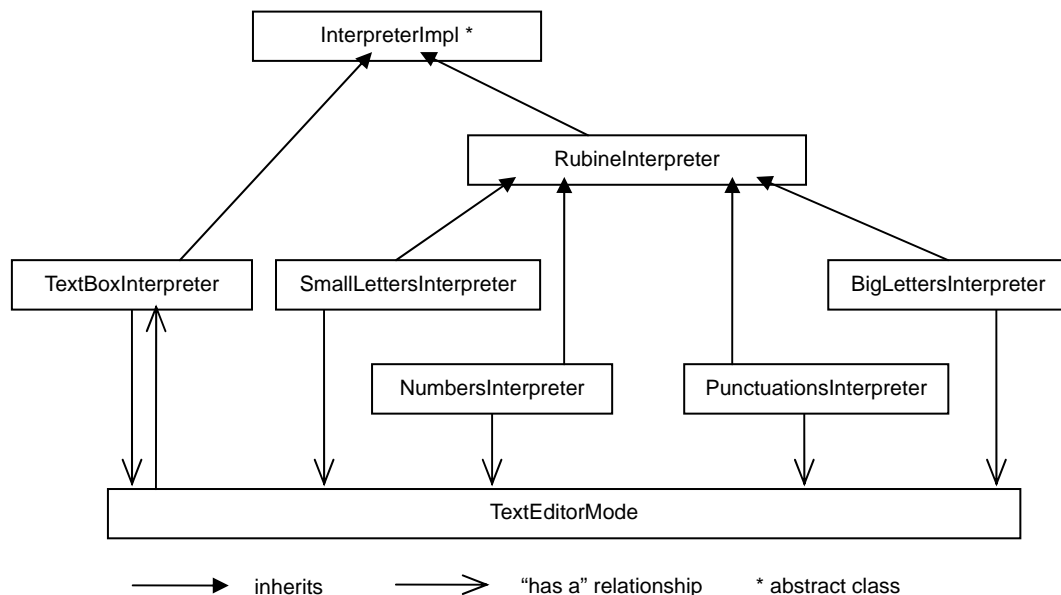 InterpreterImpl *
RubineInterpreter
TextBoxInterpreter
SmallLettersInterpreter
BigLettersInterpreter
NumbersInterpreter
PunctuationsInterpreter
TextEditorMode
inherits
“has a” relationship
* abstract class